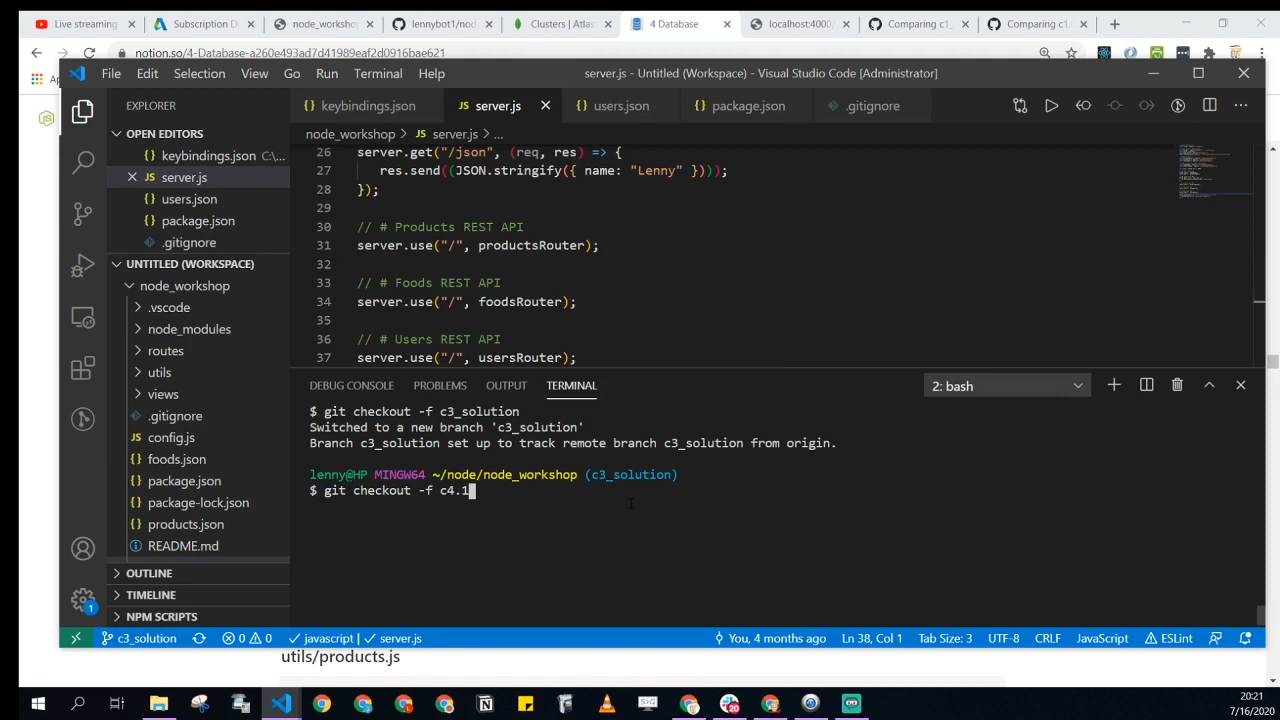 Live streaming
Subscription D
node_worksho
lennybot1/node
Clusters | Atlas
4 Database
localhost:4000/
Comparing c1_
Comparing c1.
notion.so/4-Database-a260e493ad7d41989eaf2d0916bae621
File Edit Selection View Go Run Terminal Help
server.js - Untitled (Workspace) - Visual Studio Code [Administrator]
EXPLORER
keybindings.json
server.js
users.json
package.json
.gitignore
OPEN EDITORS
keybindings.json C:\...
server.js
users.json
package.json
.gitignore
UNTITLED (WORKSPACE)
node_workshop
.vscode
node_modules
routes
utils
views
.gitignore
config.js
foods.json
package.json
package-lock.json
products.json
README.md
OUTLINE
TIMELINE
NPM SCRIPTS
node_workshop > JS server.js > ...
26 server.get("/json", (req, res) => {
27 res.send((JSON.stringify({ name: "Lenny" })));
28 });
29
30 // # Products REST API
31 server.use("/", productsRouter);
32
33 // # Foods REST API
34 server.use("/", foodsRouter);
35
36 // # Users REST API
37 server.use("/", usersRouter);
DEBUG CONSOLE PROBLEMS OUTPUT TERMINAL
2: bash
$ git checkout -f c3_solution
Switched to a new branch 'c3_solution'
Branch c3_solution set up to track remote branch c3_solution from origin.
lenny@HP MINGW64 ~/node/node_workshop (c3_solution)
$ git checkout -f c4.1
1
c3_solution
0 0
javascript | server.js
You, 4 months ago
Ln 38, Col 1
Tab Size: 3
UTF-8
CRLF
JavaScript
ESLint
utils/products.js
20:21
7/16/2020